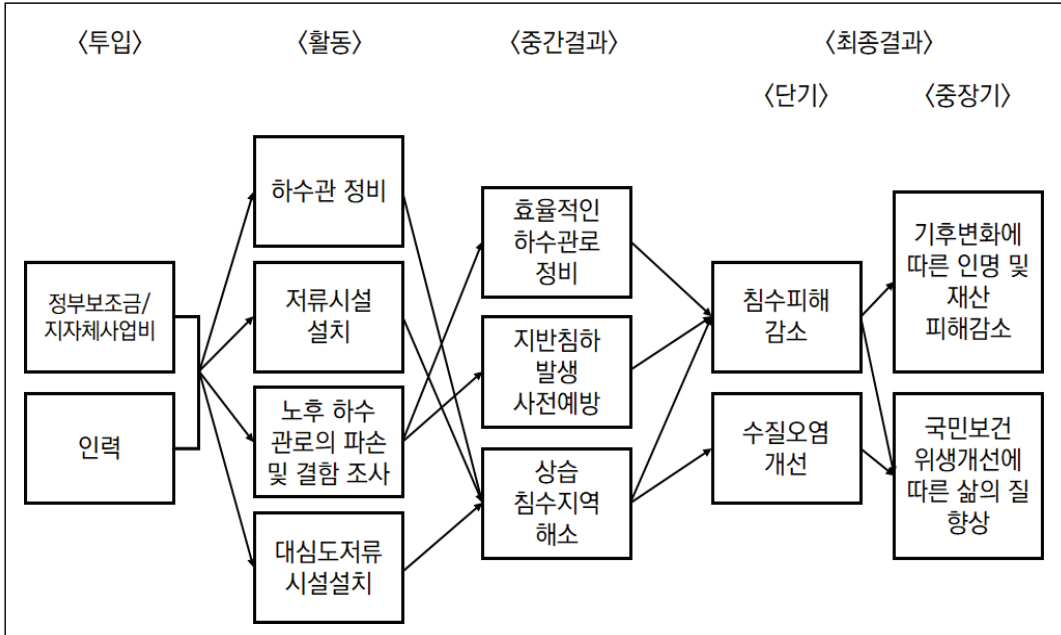 〈투입〉
〈활동〉
〈중간결과〉
〈최종결과〉
〈단기〉
〈중장기〉
정부보조금/
지자체사업비
인력
하수관 정비
저류시설
설치
노후 하수
관로의 파손
및 결함 조사
대심도저류
시설설치
효율적인
하수관로
정비
지반침하
발생
사전예방
상습
침수지역
해소
침수피해
감소
수질오염
개선
기후변화에
따른 인명 및
재산
피해감소
국민보건
위생개선에
따른 삶의 질
향상